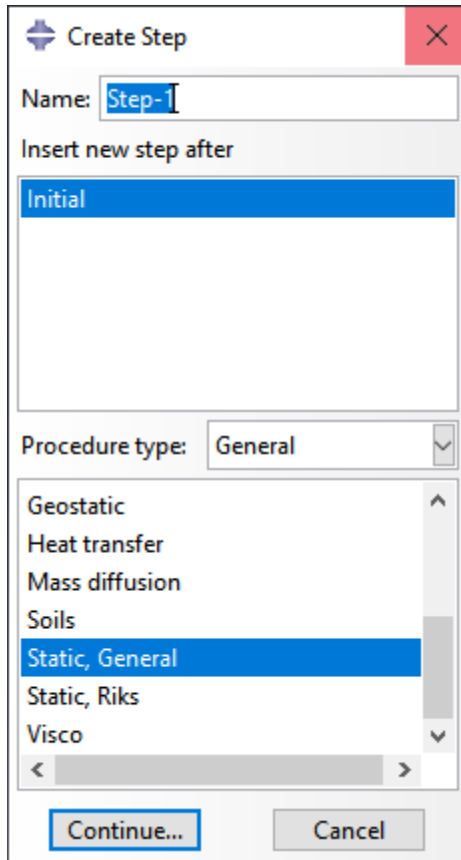 Create Step
Name: Step-1
Insert new step after
Initial
Procedure type: General
Geostatic
Heat transfer
Mass diffusion
Soils
Static, General
Static, Riks
Visco
Continue... Cancel